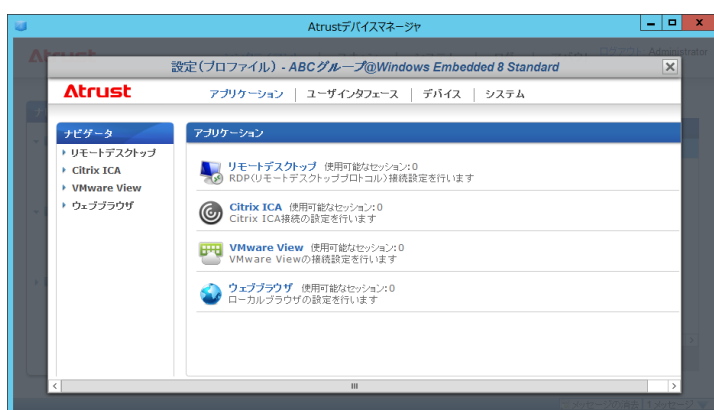 Atrustデバイスマネージャ
Administrator
設定(プロファイル) - ABCグループ@Windows Embedded 8 Standard
Atrust
アプリケーション | ユーザインタフェース | デバイス | システム
ナビゲータ
リモートデスクトップ
Citrix ICA
VMware View
ウェブブラウザ
アプリケーション
リモートデスクトップ 使用可能なセッション:0
RDP(リモートデスクトッププロトコル)接続設定を行います
Citrix ICA 使用可能なセッション:0
Citrix ICA接続の設定を行います
VMware View 使用可能なセッション:0
VMware Viewの接続設定を行います
ウェブブラウザ 使用可能なセッション:0
ローカルブラウザの設定を行います